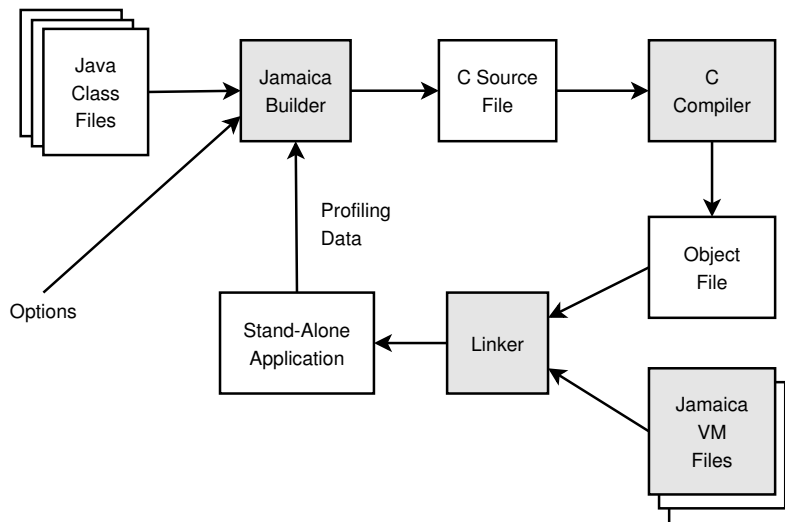 Java
Class
Files
Jamaica
Builder
C Source
File
C
Compiler
Profiling
Data
Object
File
Options
Stand-Alone
Application
Linker
Jamaica
VM
Files